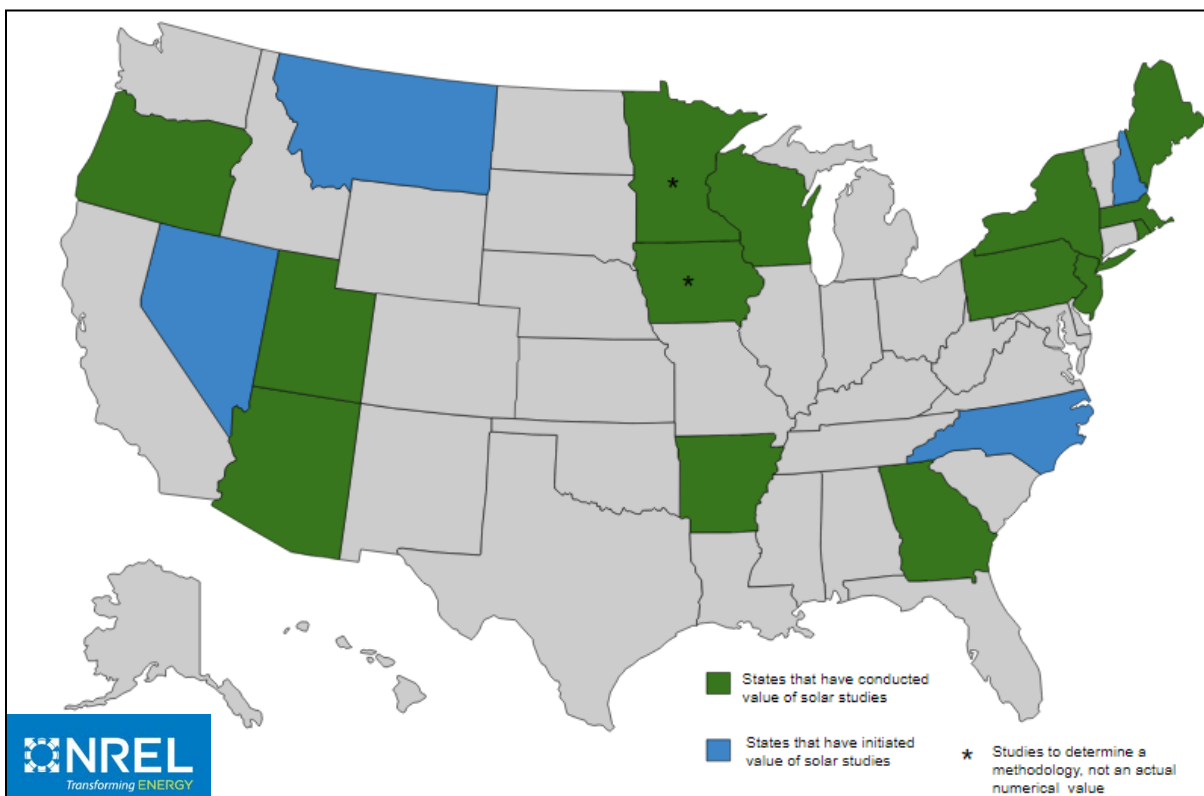 *
*
States that have conducted
value of solar studies
States that have initiated
value of solar studies
* Studies to determine a
methodology, not an actual
numerical value
NREL
Transforming ENERGY